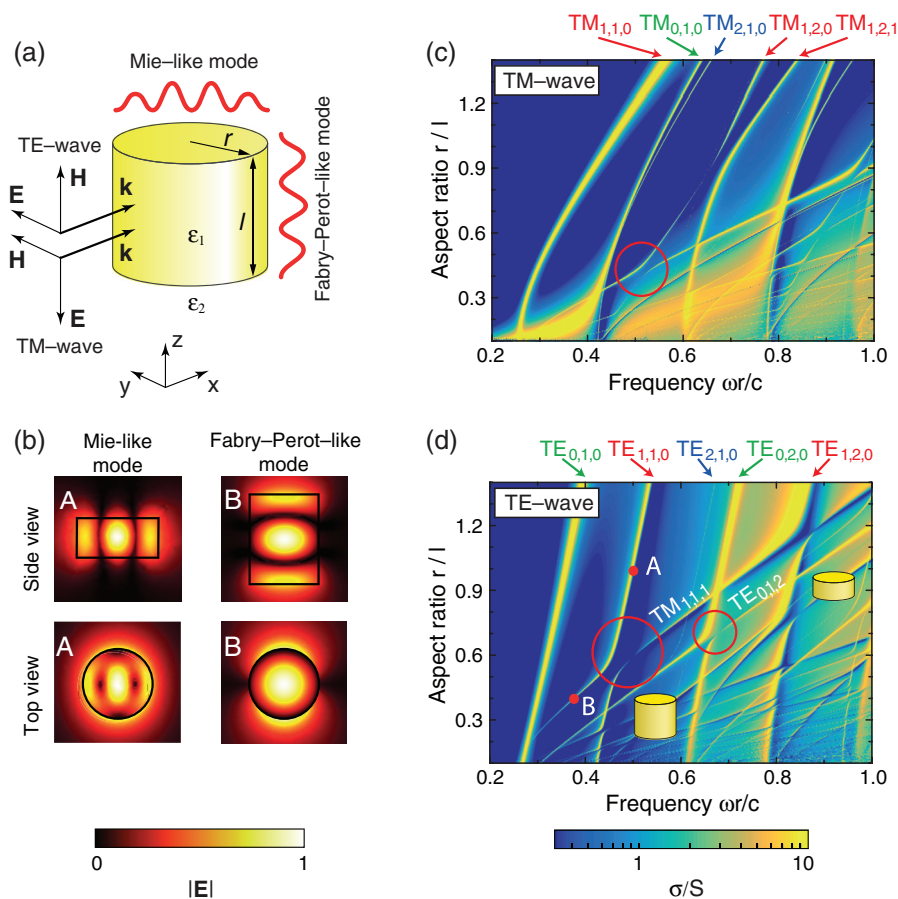 (a)
Mie–like mode
r
TE–wave
H
E
k
H
k
ε1
l
ε2
E
TM–wave
Fabry–Perot–like mode
z
y
x
(b)
Mie-like
mode
Fabry–Perot–like
mode
Side view
A
B
Top view
A
B
0
1
|E|
TM1,1,0
TM0,1,0
TM2,1,0
TM1,2,0
TM1,2,1
(c)
TM–wave
Aspect ratio r / l
1.2
0.9
0.6
0.3
0.2
0.4
0.6
0.8
1.0
Frequency ωr/c
(d)
TE0,1,0
TE1,1,0
TE2,1,0
TE0,2,0
TE1,2,0
TE–wave
Aspect ratio r / l
1.2
0.9
0.6
0.3
A
TM1,1,1
TE0,1,2
B
0.2
0.4
0.6
0.8
1.0
Frequency ωr/c
1
10
σ/S